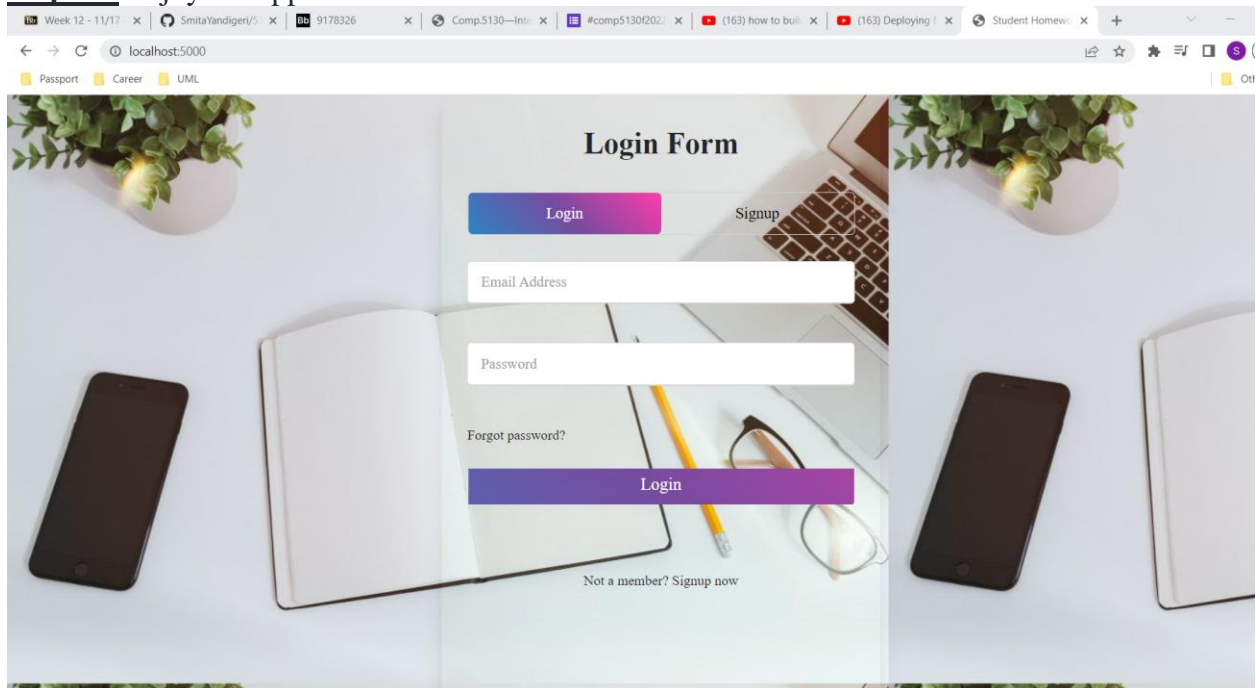 Week 12 - 11/17
SmitaYandigeri/5
Bb 9178326
Comp.5130—Inte
#comp5130f2022
(163) how to buil
(163) Deploying
Student Homewo
localhost:5000
S
Passport Career UML
Oth
Login Form
Login Signup
Email Address
Password
Forgot password?
Login
Not a member? Signup now